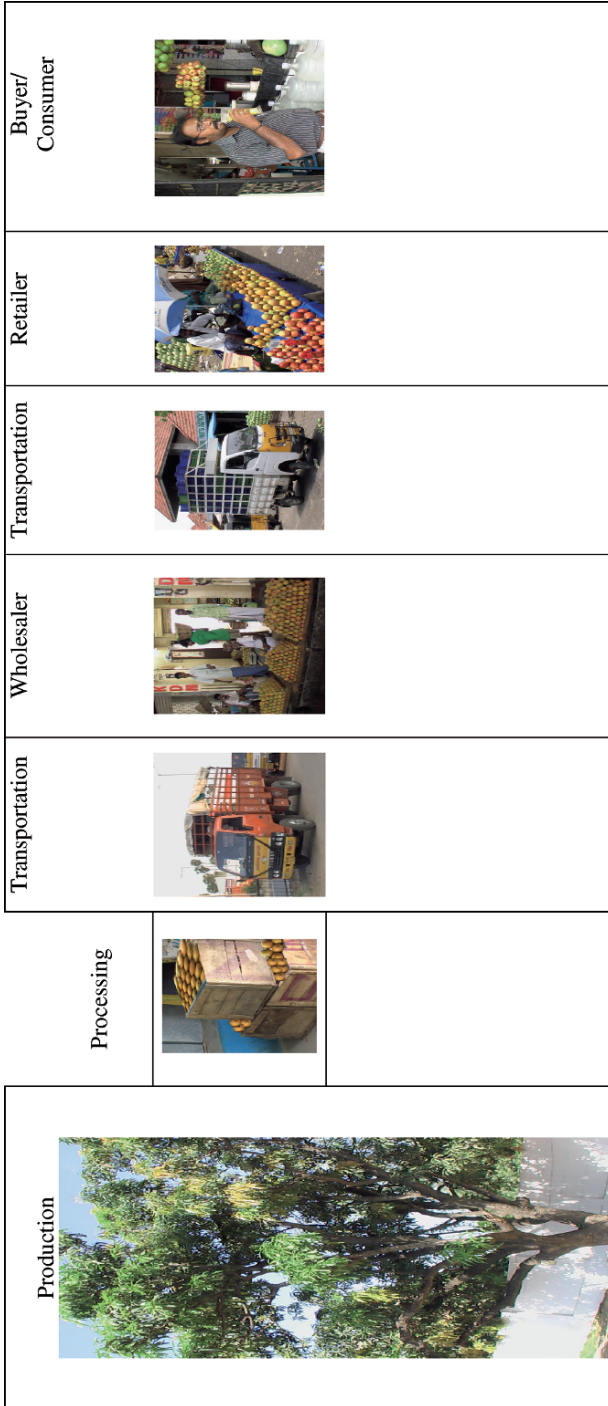 Production
Processing
Transportation
Wholesaler
Transportation
Retailer
Buyer/
Consumer